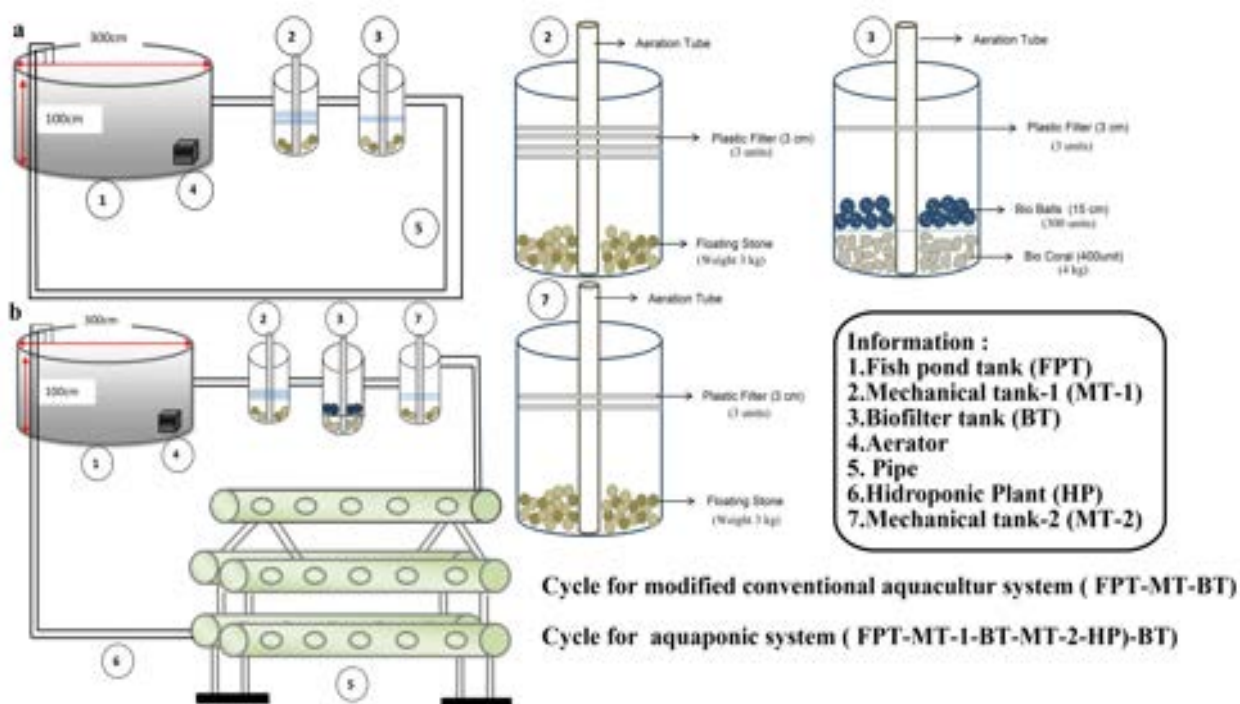 a
300cm
100cm
1
4
2
3
5
2
Aeration Tube
Plastic Filter (3 cm)
(3 units)
Floating Stone
(Weight 3 kg)
3
Aeration Tube
Plastic Filter (3 cm)
(3 units)
Bio Balls (15 cm)
(300 units)
Bio Coral (400unit)
(4 kg)
b
300cm
100cm
1
4
2
3
7
6
5
7
Aeration Tube
Plastic Filter (3 cm)
(3 units)
Floating Stone
(Weight 3 kg)
Information :
1.Fish pond tank (FPT)
2.Mechanical tank-1 (MT-1)
3.Biofilter tank (BT)
4.Aerator
5. Pipe
6.Hidroponic Plant (HP)
7.Mechanical tank-2 (MT-2)
Cycle for modified conventional aquacultur system ( FPT-MT-BT)
Cycle for aquaponic system ( FPT-MT-1-BT-MT-2-HP)-BT)